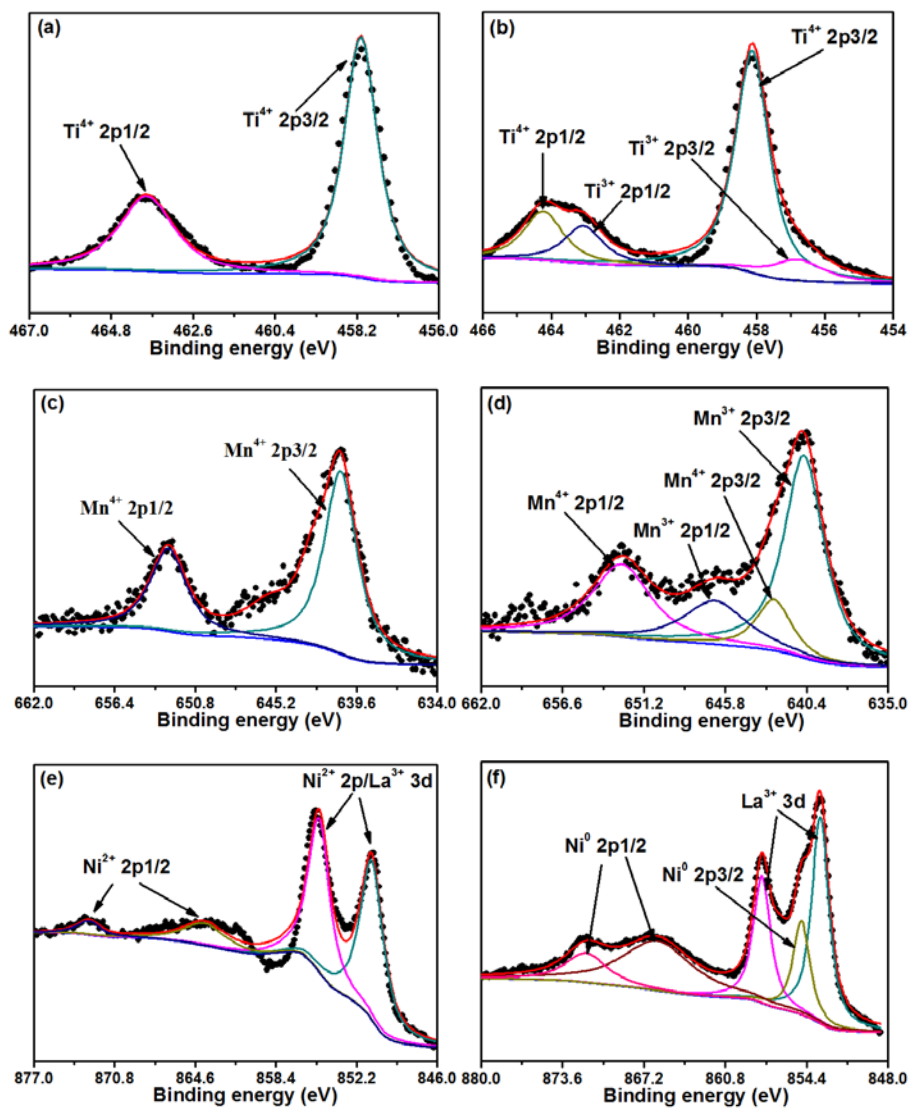 (a)
Ti⁴⁺ 2p3/2
Ti⁴⁺ 2p1/2
467.0 464.8 462.6 460.4 458.2 456.0
Binding energy (eV)
(b)
Ti⁴⁺ 2p3/2
Ti⁴⁺ 2p1/2
Ti³⁺ 2p3/2
Ti³⁺ 2p1/2
466 464 462 460 458 456 454
Binding energy (eV)
(c)
Mn⁴⁺ 2p3/2
Mn⁴⁺ 2p1/2
662.0 656.4 650.8 645.2 639.6 634.0
Binding energy (eV)
(d)
Mn³⁺ 2p3/2
Mn⁴⁺ 2p3/2
Mn⁴⁺ 2p1/2
Mn³⁺ 2p1/2
662.0 656.6 651.2 645.8 640.4 635.0
Binding energy (eV)
(e)
Ni²⁺ 2p/La³⁺ 3d
Ni²⁺ 2p1/2
877.0 870.8 864.6 858.4 852.2 846.0
Binding energy (eV)
(f)
La³⁺ 3d
Ni⁰ 2p1/2
Ni⁰ 2p3/2
880.0 873.6 867.2 860.8 854.4 848.0
Binding energy (eV)